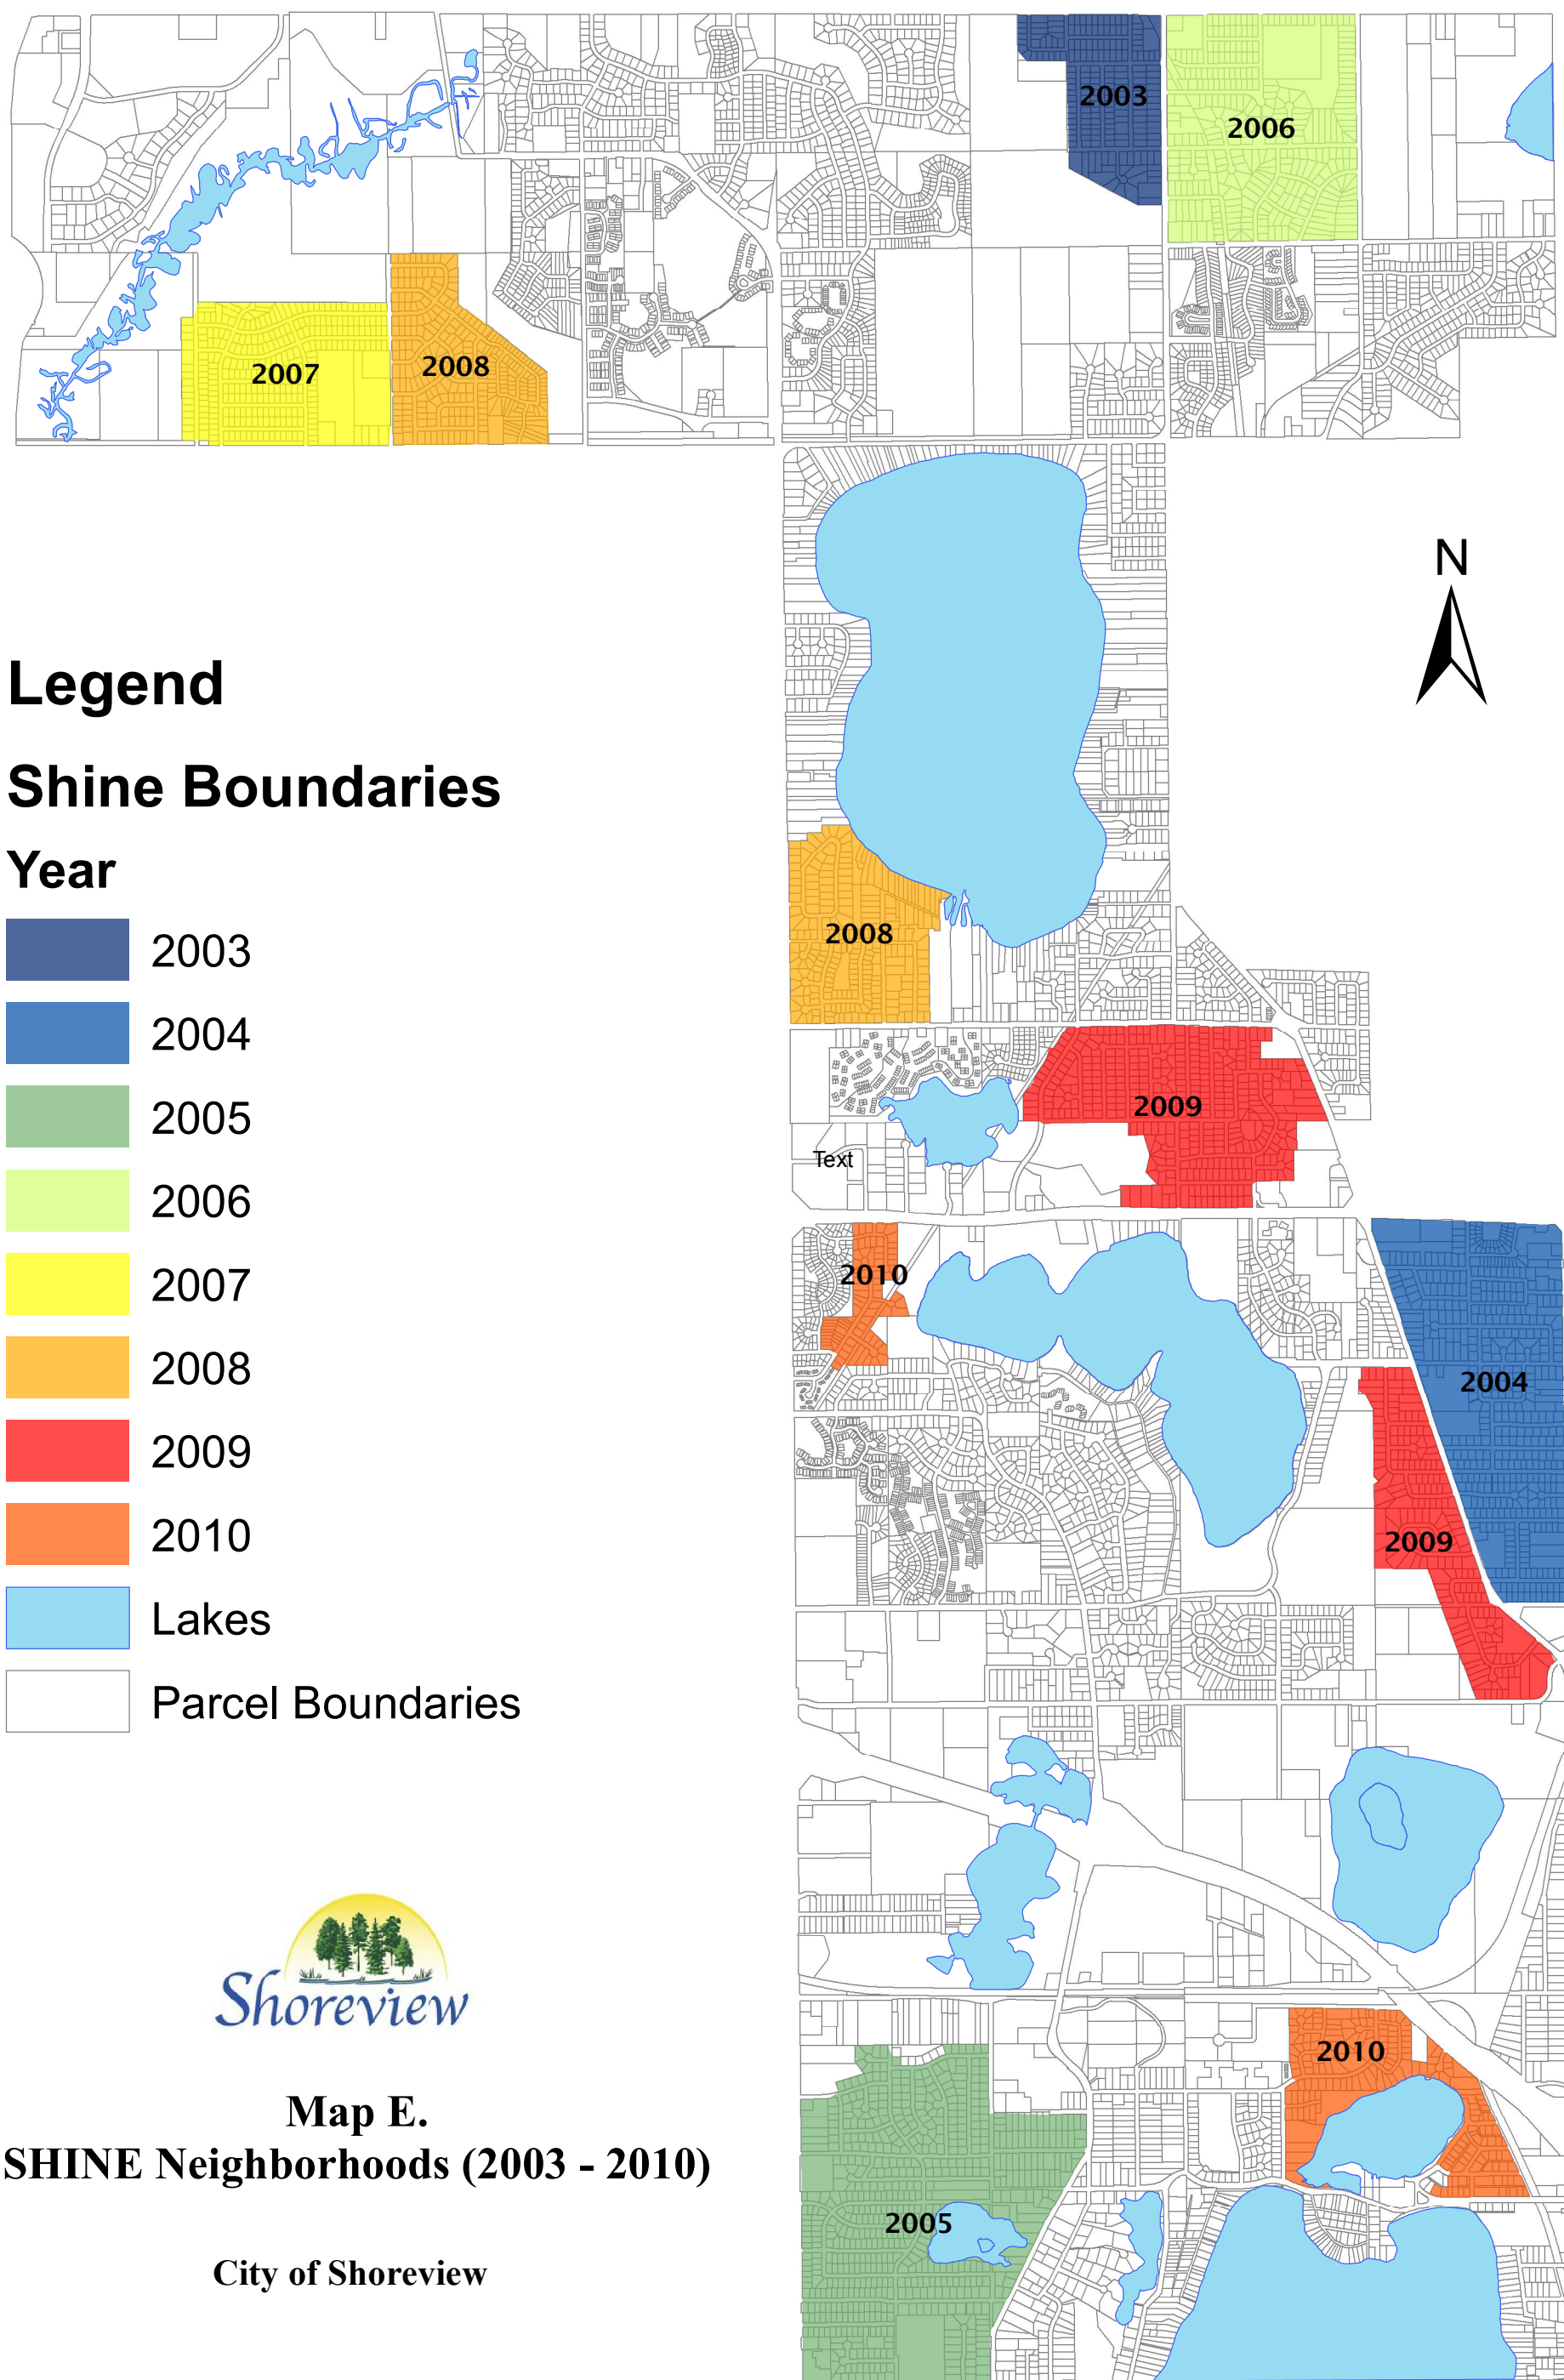 2003
2006
2007
2008
N
Legend
Shine Boundaries
Year
2003
2004
2005
2006
2007
2008
2009
2010
Lakes
Parcel Boundaries
2008
2009
Text
2010
2004
2009
2010
2005
Shoreview
Map E.
SHINE Neighborhoods (2003 - 2010)
City of Shoreview